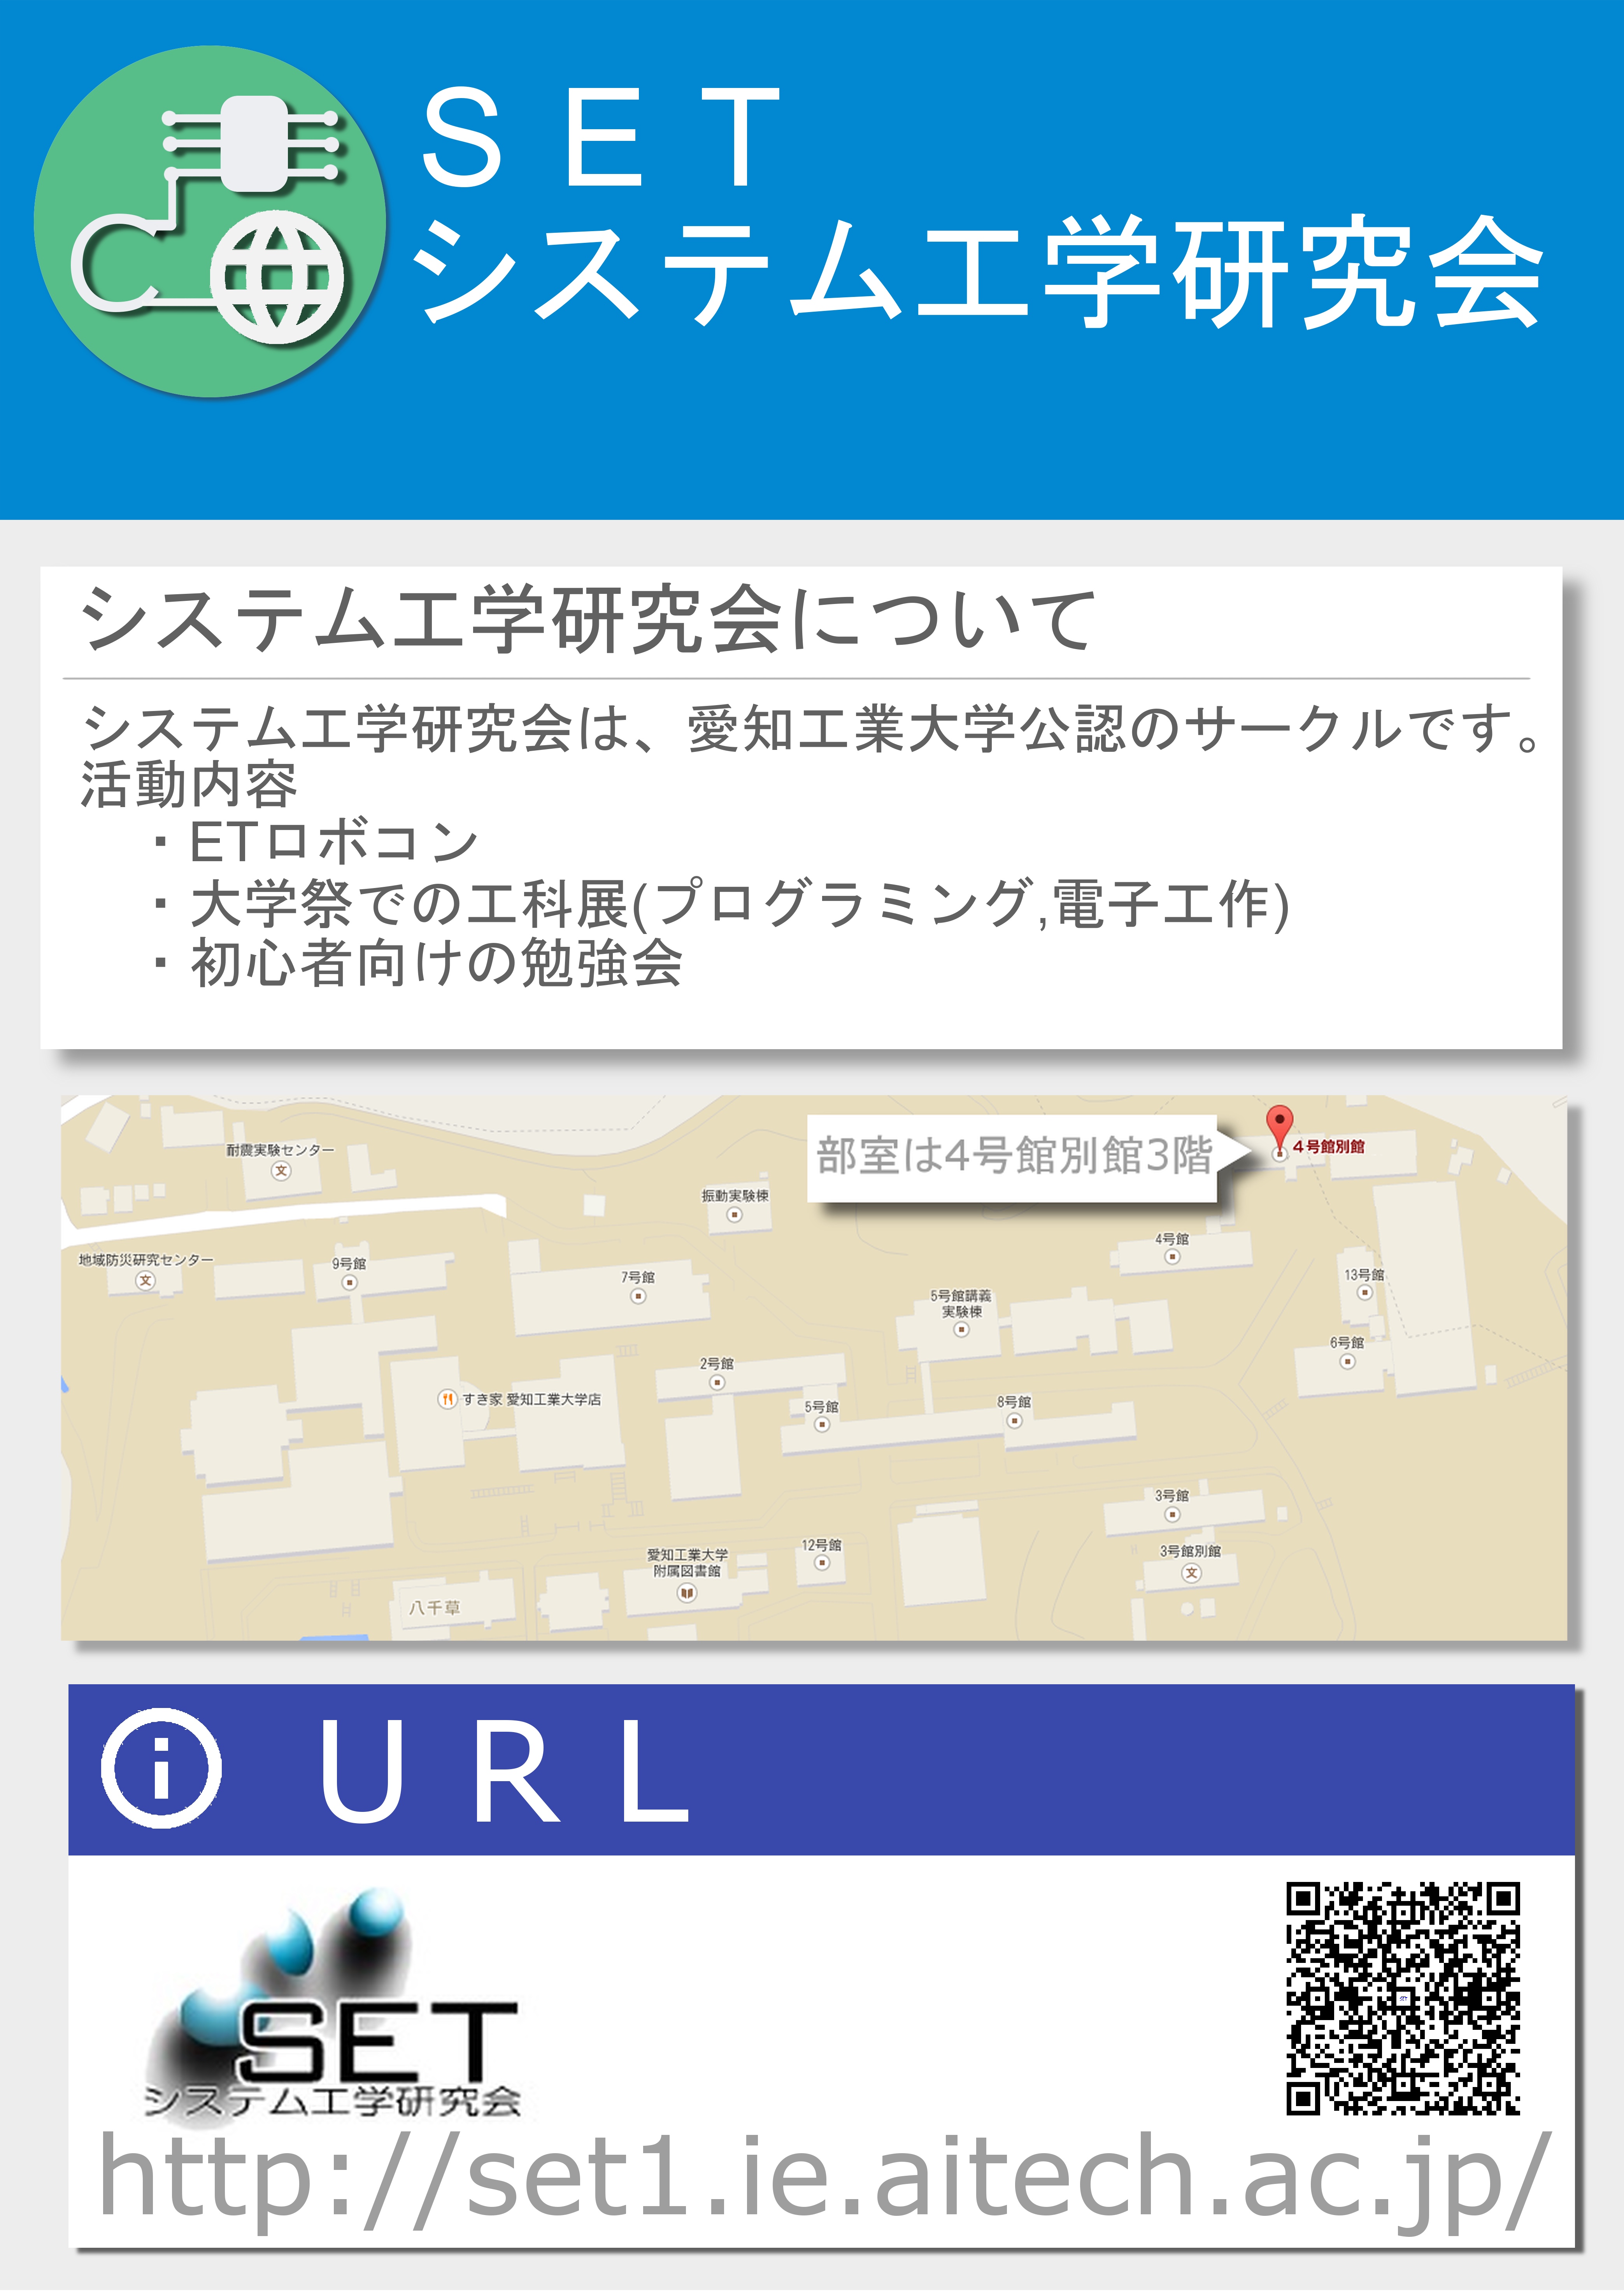 ＳＥＴ
システム工学研究会
システム工学研究会について
システム工学研究会は、愛知工業大学公認のサークルです。
活動内容
・ETロボコン
・大学祭での工科展(プログラミング,電子工作)
・初心者向けの勉強会
部室は4号館別館3階
４号館別館
耐震実験センター
振動実験棟
4号館
地域防災研究センター
9号館
7号館
13号館
5号館講義
実験棟
6号館
2号館
すき家 愛知工業大学店
5号館
8号館
3号館
12号館
3号館別館
愛知工業大学
附属図書館
八千草
ＵＲＬ
SET
システム工学研究会
http://set1.ie.aitech.ac.jp/